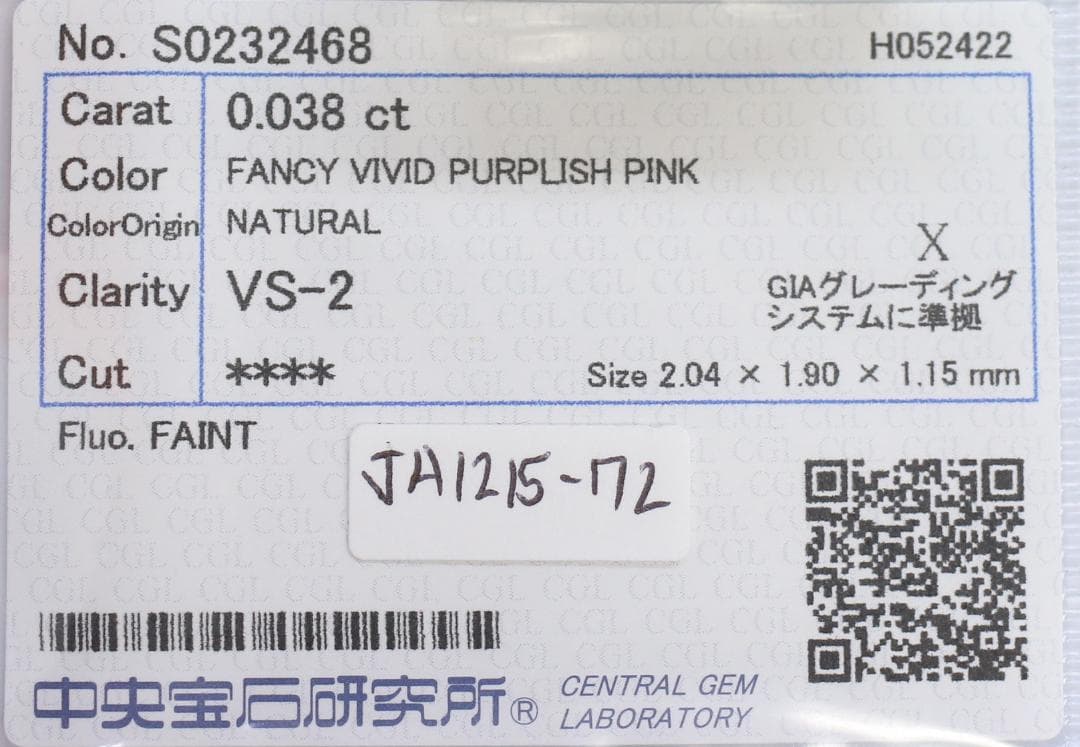 No. S0232468 H052422
Carat 0.038 ct
Color FANCY VIVID PURPLISH PINK
ColorOrigin NATURAL
X
Clarity VS-2
GIAグレーディング
システムに準拠
Cut ****
Size 2.04 × 1.90 × 1.15 mm
Fluo. FAINT
JA1215-172
中央宝石研究所®
CENTRAL GEM
LABORATORY